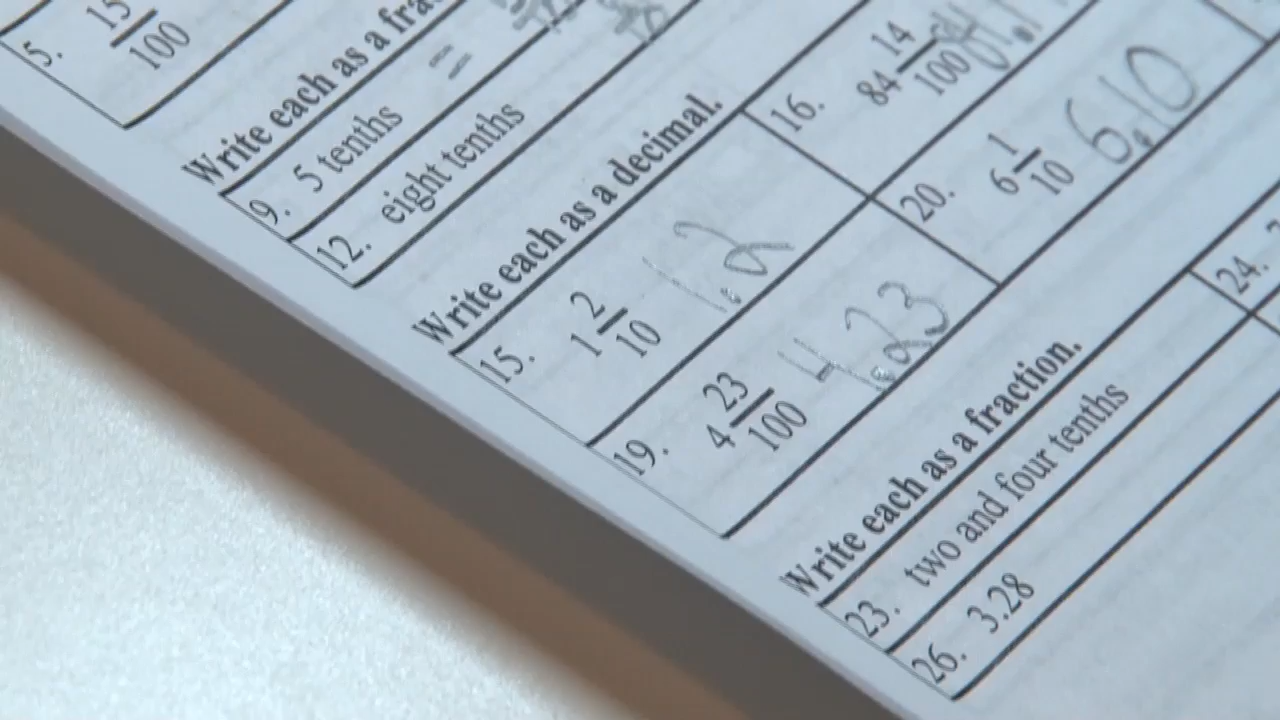 5. 15/100
Write each as a
9. 5 tenths =
12. eight tenths
Write each as a decimal.
15. 1 2/10 1.2
16. 84 14/100
19. 4 23/100 4.23
20. 6 1/10 6.10
Write each as a fraction.
23. two and four tenths
24.
26. 3.28